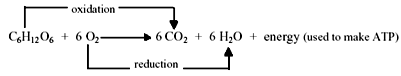 oxidation
C₆H₁₂O₆ + 6 O₂ → 6 CO₂ + 6 H₂O + energy (used to make ATP)
reduction